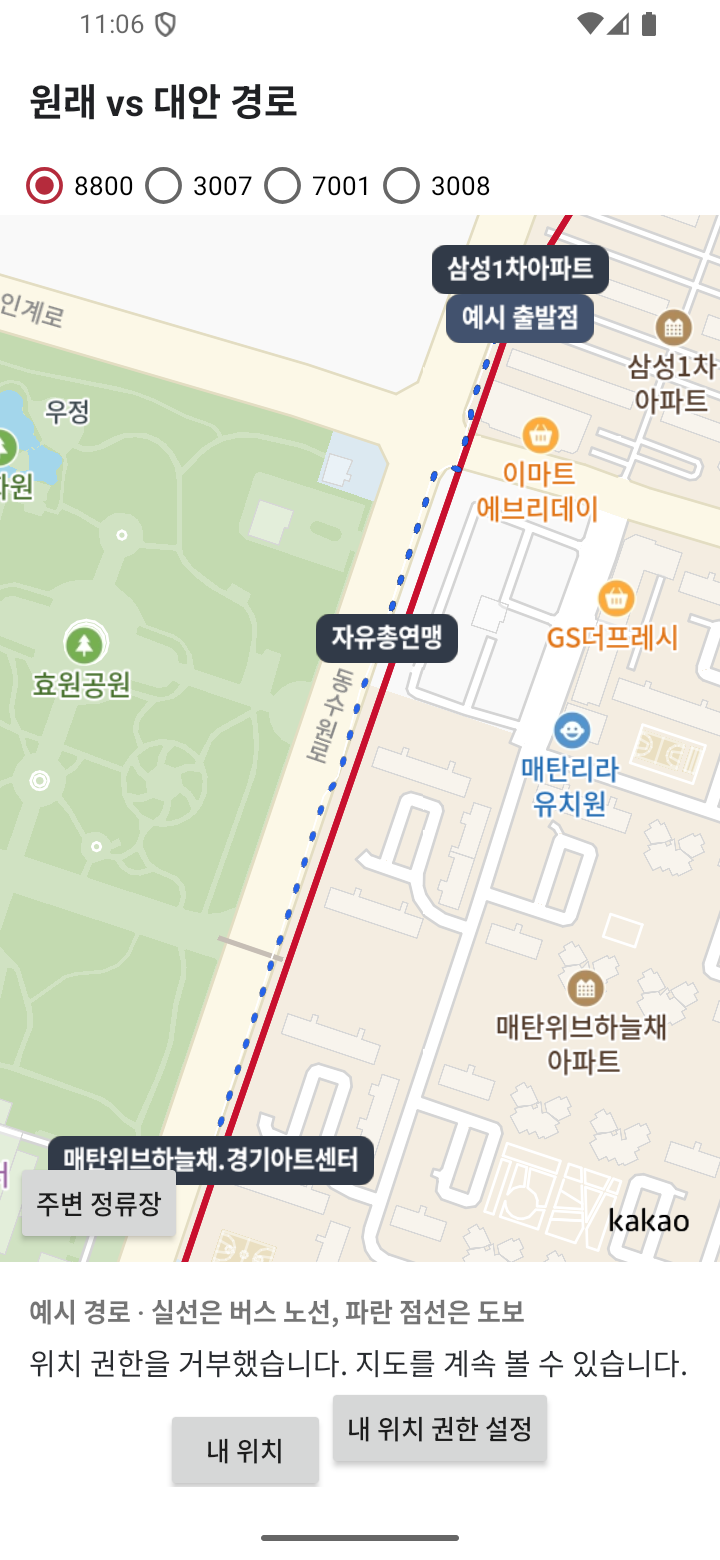 11:06
원래 vs 대안 경로
8800 3007 7001 3008
삼성1차아파트
예시 출발점
인계로
삼성1차
아파트
우정
이마트
에브리데이
자유총연맹
GS더프레시
효원공원
동수원로
매탄리라
유치원
매탄위브하늘채
아파트
매탄위브하늘채.경기아트센터
주변 정류장
kakao
예시 경로 · 실선은 버스 노선, 파란 점선은 도보
위치 권한을 거부했습니다. 지도를 계속 볼 수 있습니다.
내 위치 권한 설정
내 위치